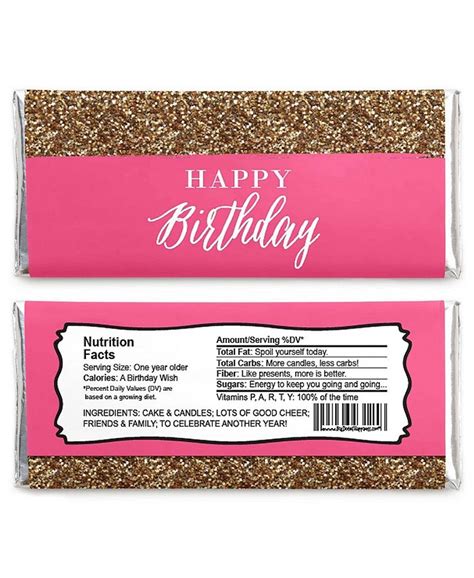 HAPPY
Birthday
Nutrition
Facts
Serving Size: One year older
Calories: A Birthday Wish
*Percent Daily Values (DV) are
based on a growing diet.
Amount/Serving %DV*
Total Fat: Spoil yourself today.
Total Carbs: More candles, less carbs!
Fiber: Like presents, more is better.
Sugars: Energy to keep you going and going...
Vitamins P, A, R, T, Y: 100% of the time
INGREDIENTS: CAKE & CANDLES; LOTS OF GOOD CHEER;
FRIENDS & FAMILY; TO CELEBRATE ANOTHER YEAR!
www.BigDotOfHappiness.com